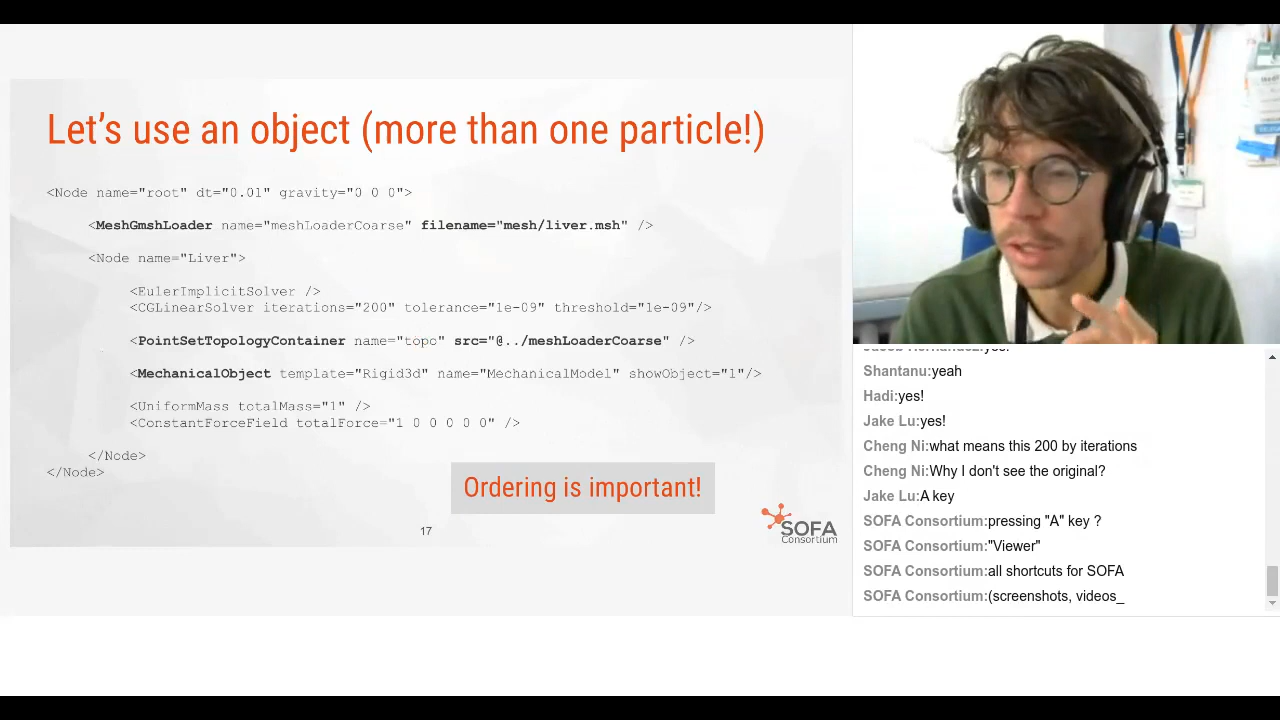 Let's use an object (more than one particle!)
<Node name="root" dt="0.01" gravity="0 0 0">
<MeshGmshLoader name="meshLoaderCoarse" filename="mesh/liver.msh" />
<Node name="Liver">
<EulerImplicitSolver />
<CGLinearSolver iterations="200" tolerance="1e-09" threshold="1e-09"/>
<PointSetTopologyContainer name="topo" src="@../meshLoaderCoarse" />
<MechanicalObject template="Rigid3d" name="MechanicalModel" showObject="1"/>
<UniformMass totalMass="1" />
<ConstantForceField totalForce="1 0 0 0 0 0" />
</Node>
</Node>
Ordering is important!
17
SOFA
Consortium
Shantanu:yeah
Hadi:yes!
Jake Lu:yes!
Cheng Ni:what means this 200 by iterations
Cheng Ni:Why I don't see the original?
Jake Lu:A key
SOFA Consortium:pressing "A" key ?
SOFA Consortium:"Viewer"
SOFA Consortium:all shortcuts for SOFA
SOFA Consortium:(screenshots, videos_